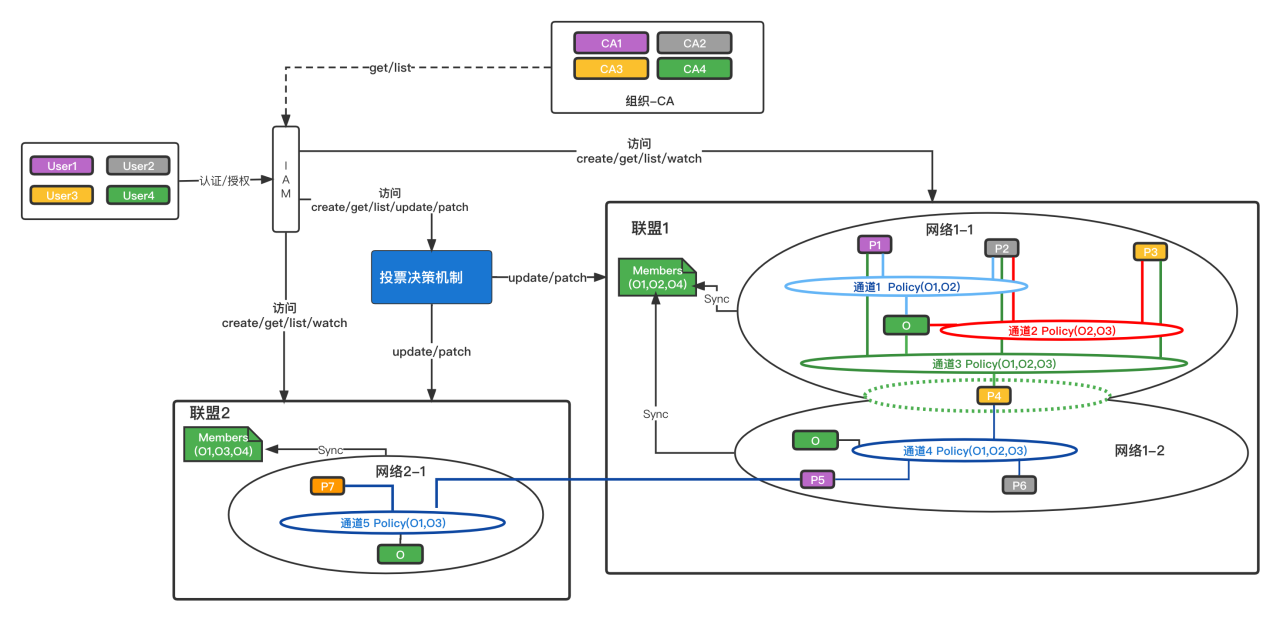 CA1
CA2
CA3
CA4
组织-CA
get/list
User1
User2
User3
User4
认证/授权
I
A
M
访问
create/get/list/watch
访问
create/get/list/update/patch
投票决策机制
update/patch
update/patch
访问
create/get/list/watch
联盟1
Members
(O1,O2,O4)
Sync
Sync
网络1-1
P1
P2
P3
通道1 Policy(O1,O2)
O
通道2 Policy(O2,O3)
通道3 Policy(O1,O2,O3)
P4
O
通道4 Policy(O1,O2,O3)
网络1-2
P5
P6
联盟2
Members
(O1,O3,O4)
Sync
网络2-1
P7
通道5 Policy(O1,O3)
O